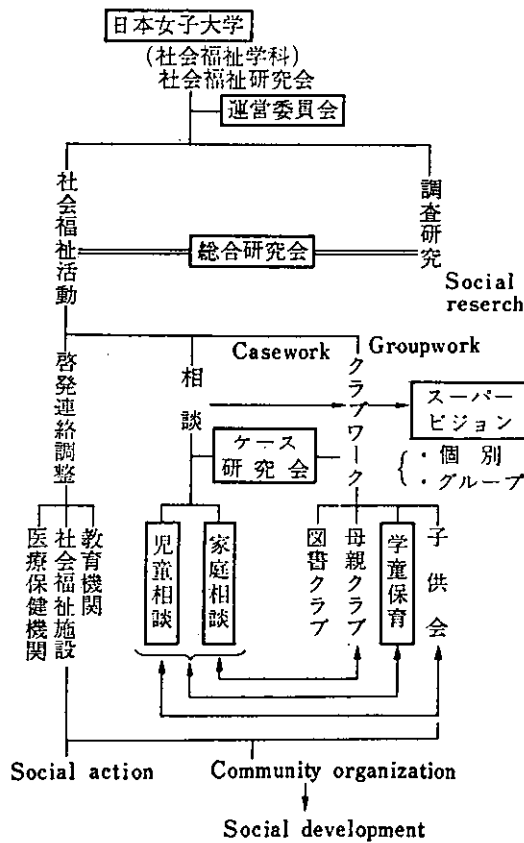 日本女子大学
(社会福祉学科)
社会福祉研究会
運営委員会
社会福祉活動
調査研究
総合研究会
Social
reserch
Casework
Groupwork
啓発連絡調整
相談
クラブワーク
スーパー
ビジョン
ケース
研究会
・個別
・グループ
医療保健機関
社会福祉施設
教育機関
児童相談
家庭相談
図書クラブ
母親クラブ
学童保育
子供会
Social action
Community organization
Social development